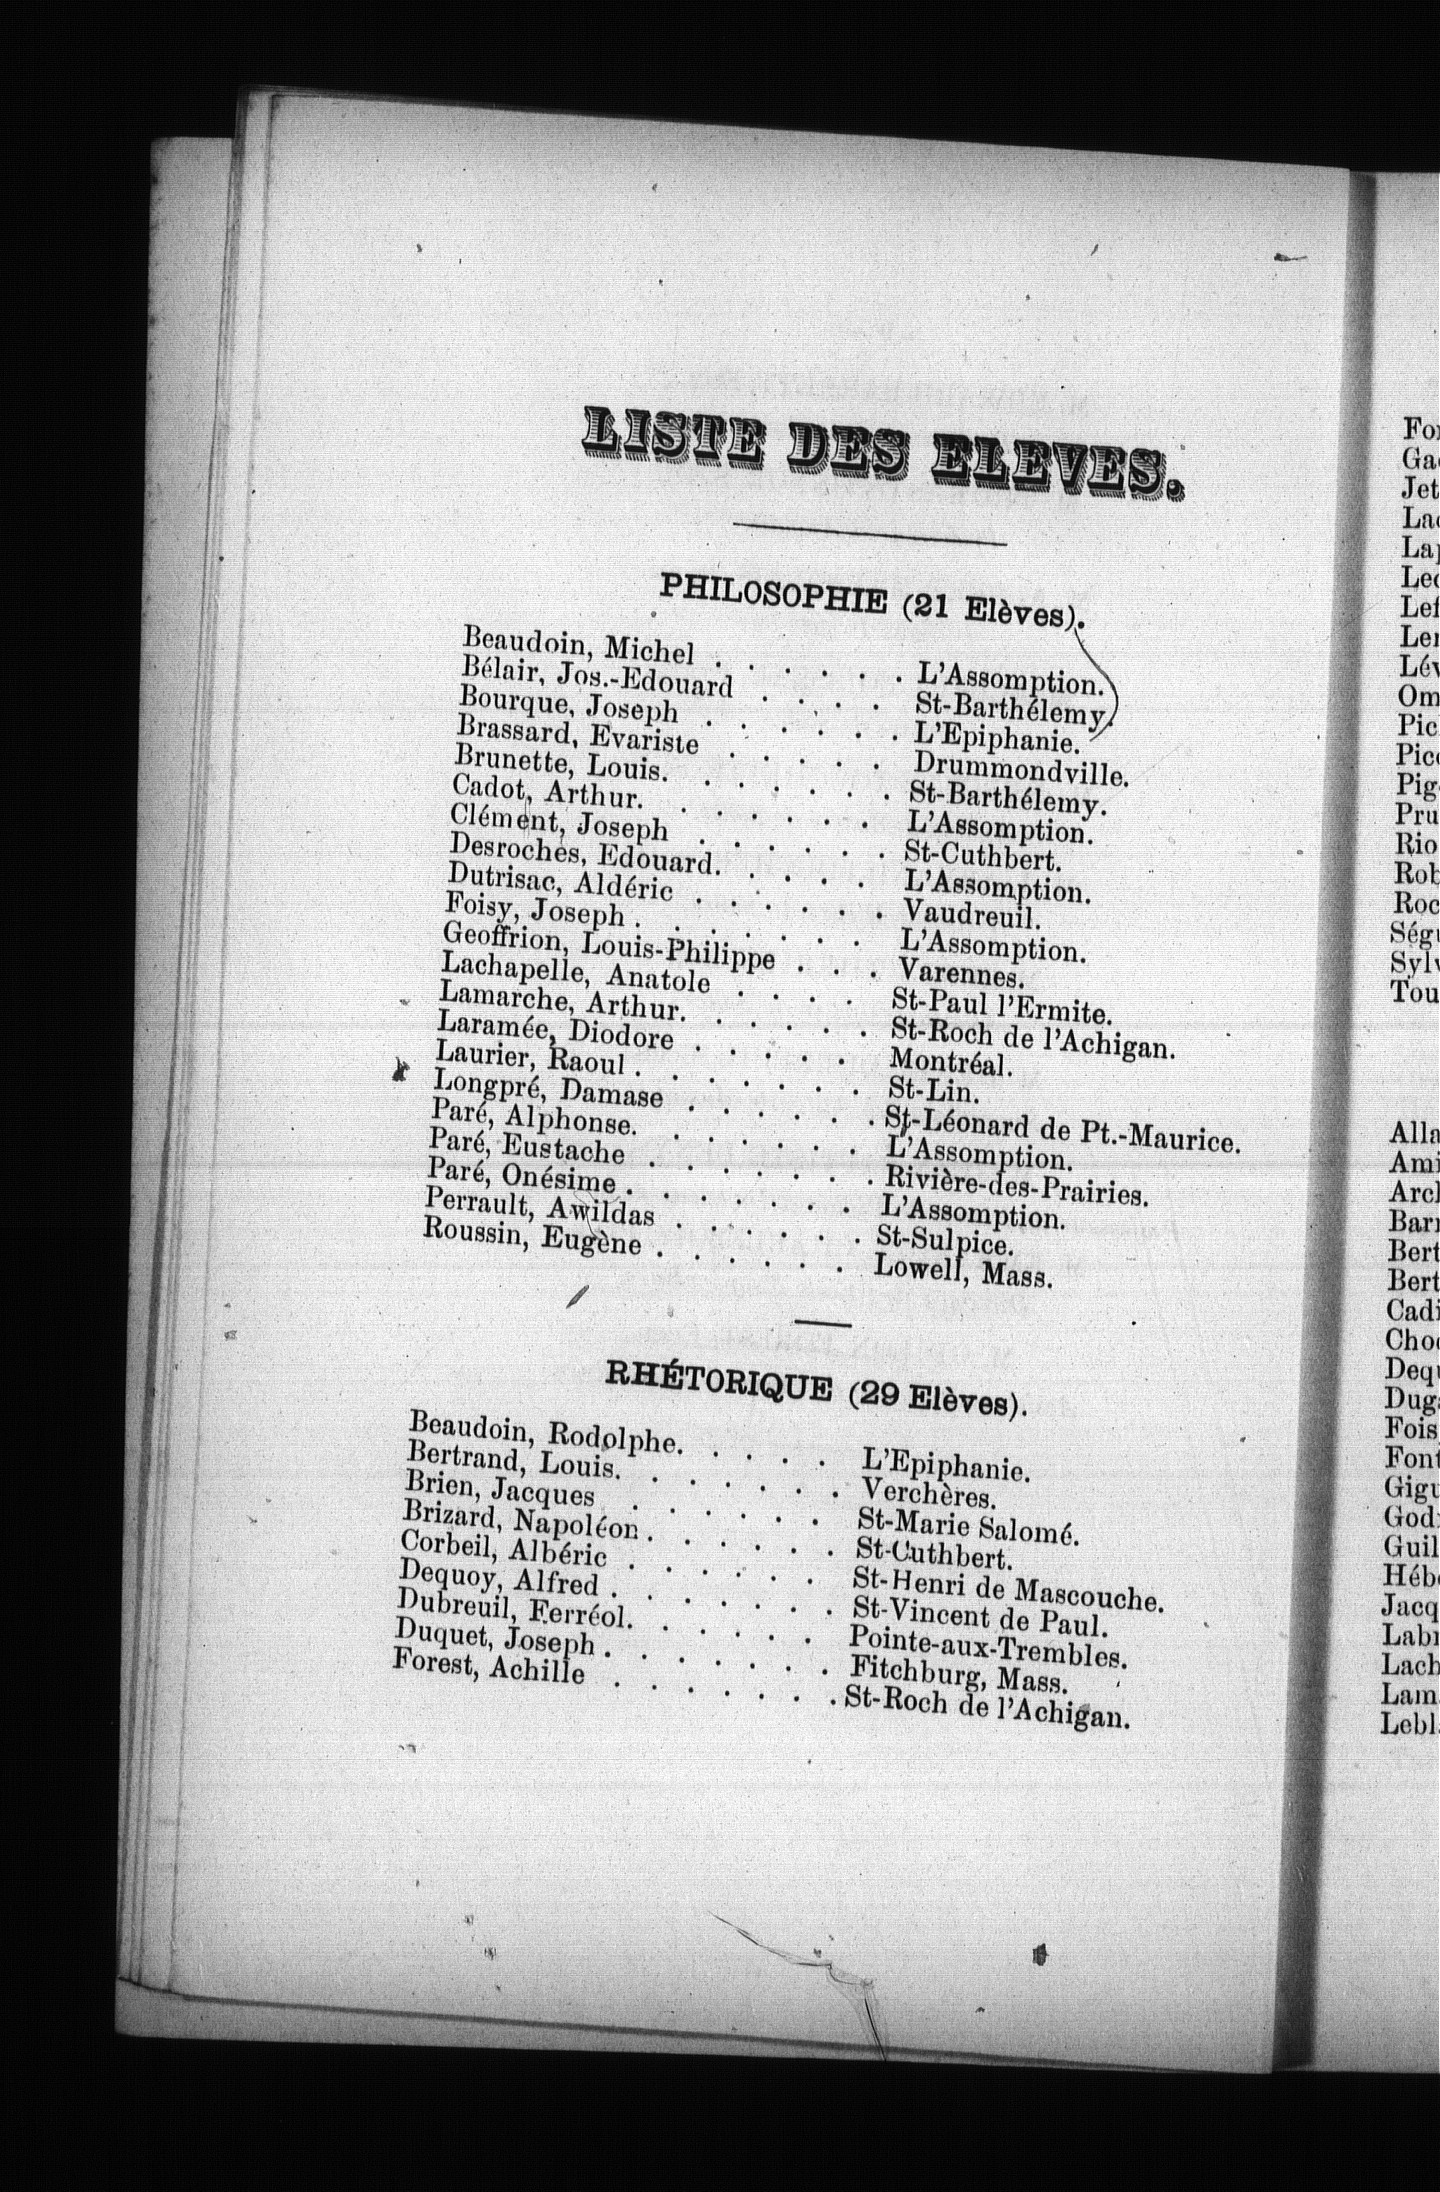 LISTE DES ELEVES.
PHILOSOPHIE (21 Elèves).
Beaudoin, Michel . . . . . . L'Assomption.
Bélair, Jos.-Edouard . . . . St-Barthélemy.
Bourque, Joseph . . . . . . L'Epiphanie.
Brassard, Evariste . . . . . Drummondville.
Brunette, Louis. . . . . . . St-Barthélemy.
Cadot, Arthur. . . . . . . L'Assomption.
Clément, Joseph . . . . . . St-Cuthbert.
Desroches, Edouard. . . . . L'Assomption.
Dutrisac, Aldéric . . . . . . Vaudreuil.
Foisy, Joseph . . . . . . . L'Assomption.
Geoffrion, Louis-Philippe . . . Varennes.
Lachapelle, Anatole . . . . St-Paul l'Ermite.
Lamarche, Arthur. . . . . . St-Roch de l'Achigan.
Laramée, Diodore . . . . . Montréal.
Laurier, Raoul . . . . . . . St-Lin.
Longpré, Damase . . . . . . St-Léonard de Pt.-Maurice.
Paré, Alphonse. . . . . . . L'Assomption.
Paré, Eustache . . . . . . . Rivière-des-Prairies.
Paré, Onésime . . . . . . . L'Assomption.
Perrault, Awildas . . . . . . St-Sulpice.
Roussin, Eugène . . . . . . Lowell, Mass.
RHÉTORIQUE (29 Elèves).
Beaudoin, Rodolphe. . . . . L'Epiphanie.
Bertrand, Louis. . . . . . . Verchères.
Brien, Jacques . . . . . . St-Marie Salomé.
Brizard, Napoléon . . . . . . St-Cuthbert.
Corbeil, Albéric . . . . . . St-Henri de Mascouche.
Dequoy, Alfred . . . . . . . St-Vincent de Paul.
Dubreuil, Ferréol. . . . . . Pointe-aux-Trembles.
Duquet, Joseph . . . . . . . Fitchburg, Mass.
Forest, Achille . . . . . . . St-Roch de l'Achigan.